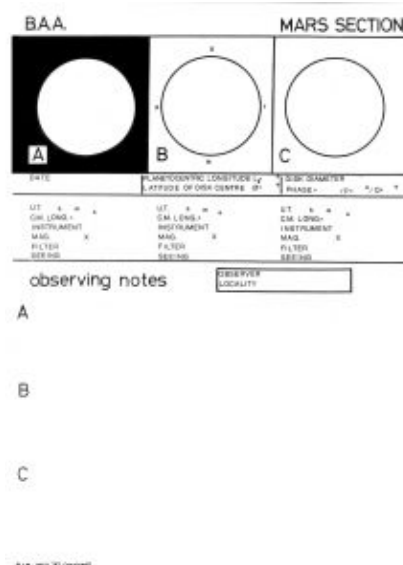 B.A.A. MARS SECTION
A B C
DATE PLANETOCENTRIC LONGITUDE DISK DIAMETER
LATITUDE OF DISK CENTRE PHASE
U.T. h m U.T. h m U.T. h m
C.M. LONG. C.M. LONG. C.M. LONG.
INSTRUMENT INSTRUMENT INSTRUMENT
MAG. X MAG. X MAG. X
FILTER FILTER FILTER
SEEING SEEING SEEING
observing notes OBSERVER
LOCALITY
A
B
C